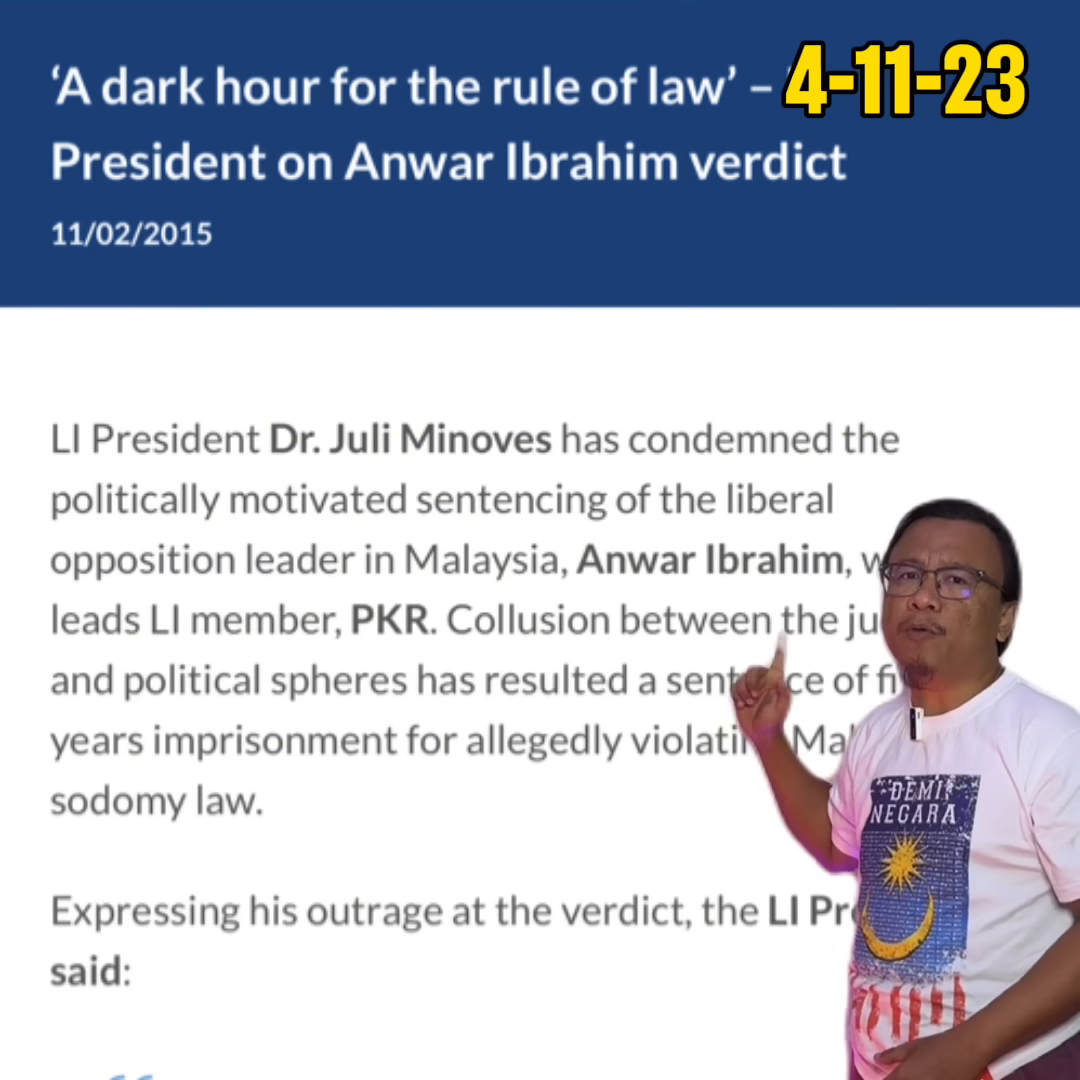 ‘A dark hour for the rule of law’ –
4-11-23
President on Anwar Ibrahim verdict
11/02/2015
LI President Dr. Juli Minoves has condemned the
politically motivated sentencing of the liberal
opposition leader in Malaysia, Anwar Ibrahim,
leads LI member, PKR. Collusion between the
and political spheres has resulted a sentence of
years imprisonment for allegedly violating
sodomy law.
Expressing his outrage at the verdict, the LI
said:
“
DEMI
NEGARA